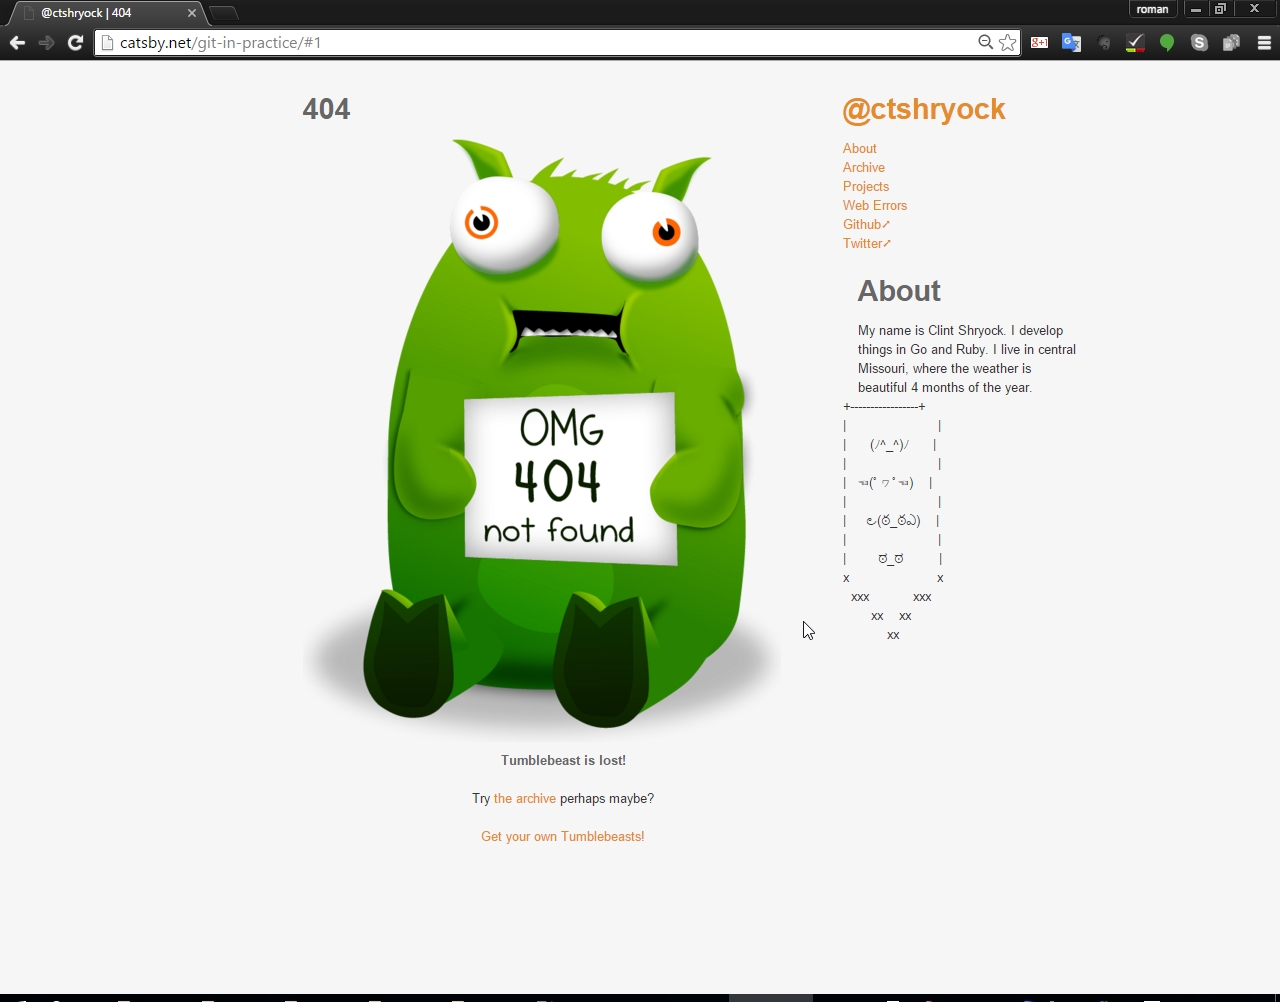 @ctshryock | 404
roman
catsby.net/git-in-practice/#1
404
OMG
404
not found
Tumblebeast is lost!
Try the archive perhaps maybe?
Get your own Tumblebeasts!
@ctshryock
About
Archive
Projects
Web Errors
Github➚
Twitter➚
About
My name is Clint Shryock. I develop
things in Go and Ruby. I live in central
Missouri, where the weather is
beautiful 4 months of the year.
+-----------------+
| |
| (/^_^)/ |
| |
| ☜(ﾟヮﾟ☜) |
| |
| ಲ(ಠ_ಠಎ) |
| |
| ಠ_ಠ |
x x
xxx xxx
xx xx
xx